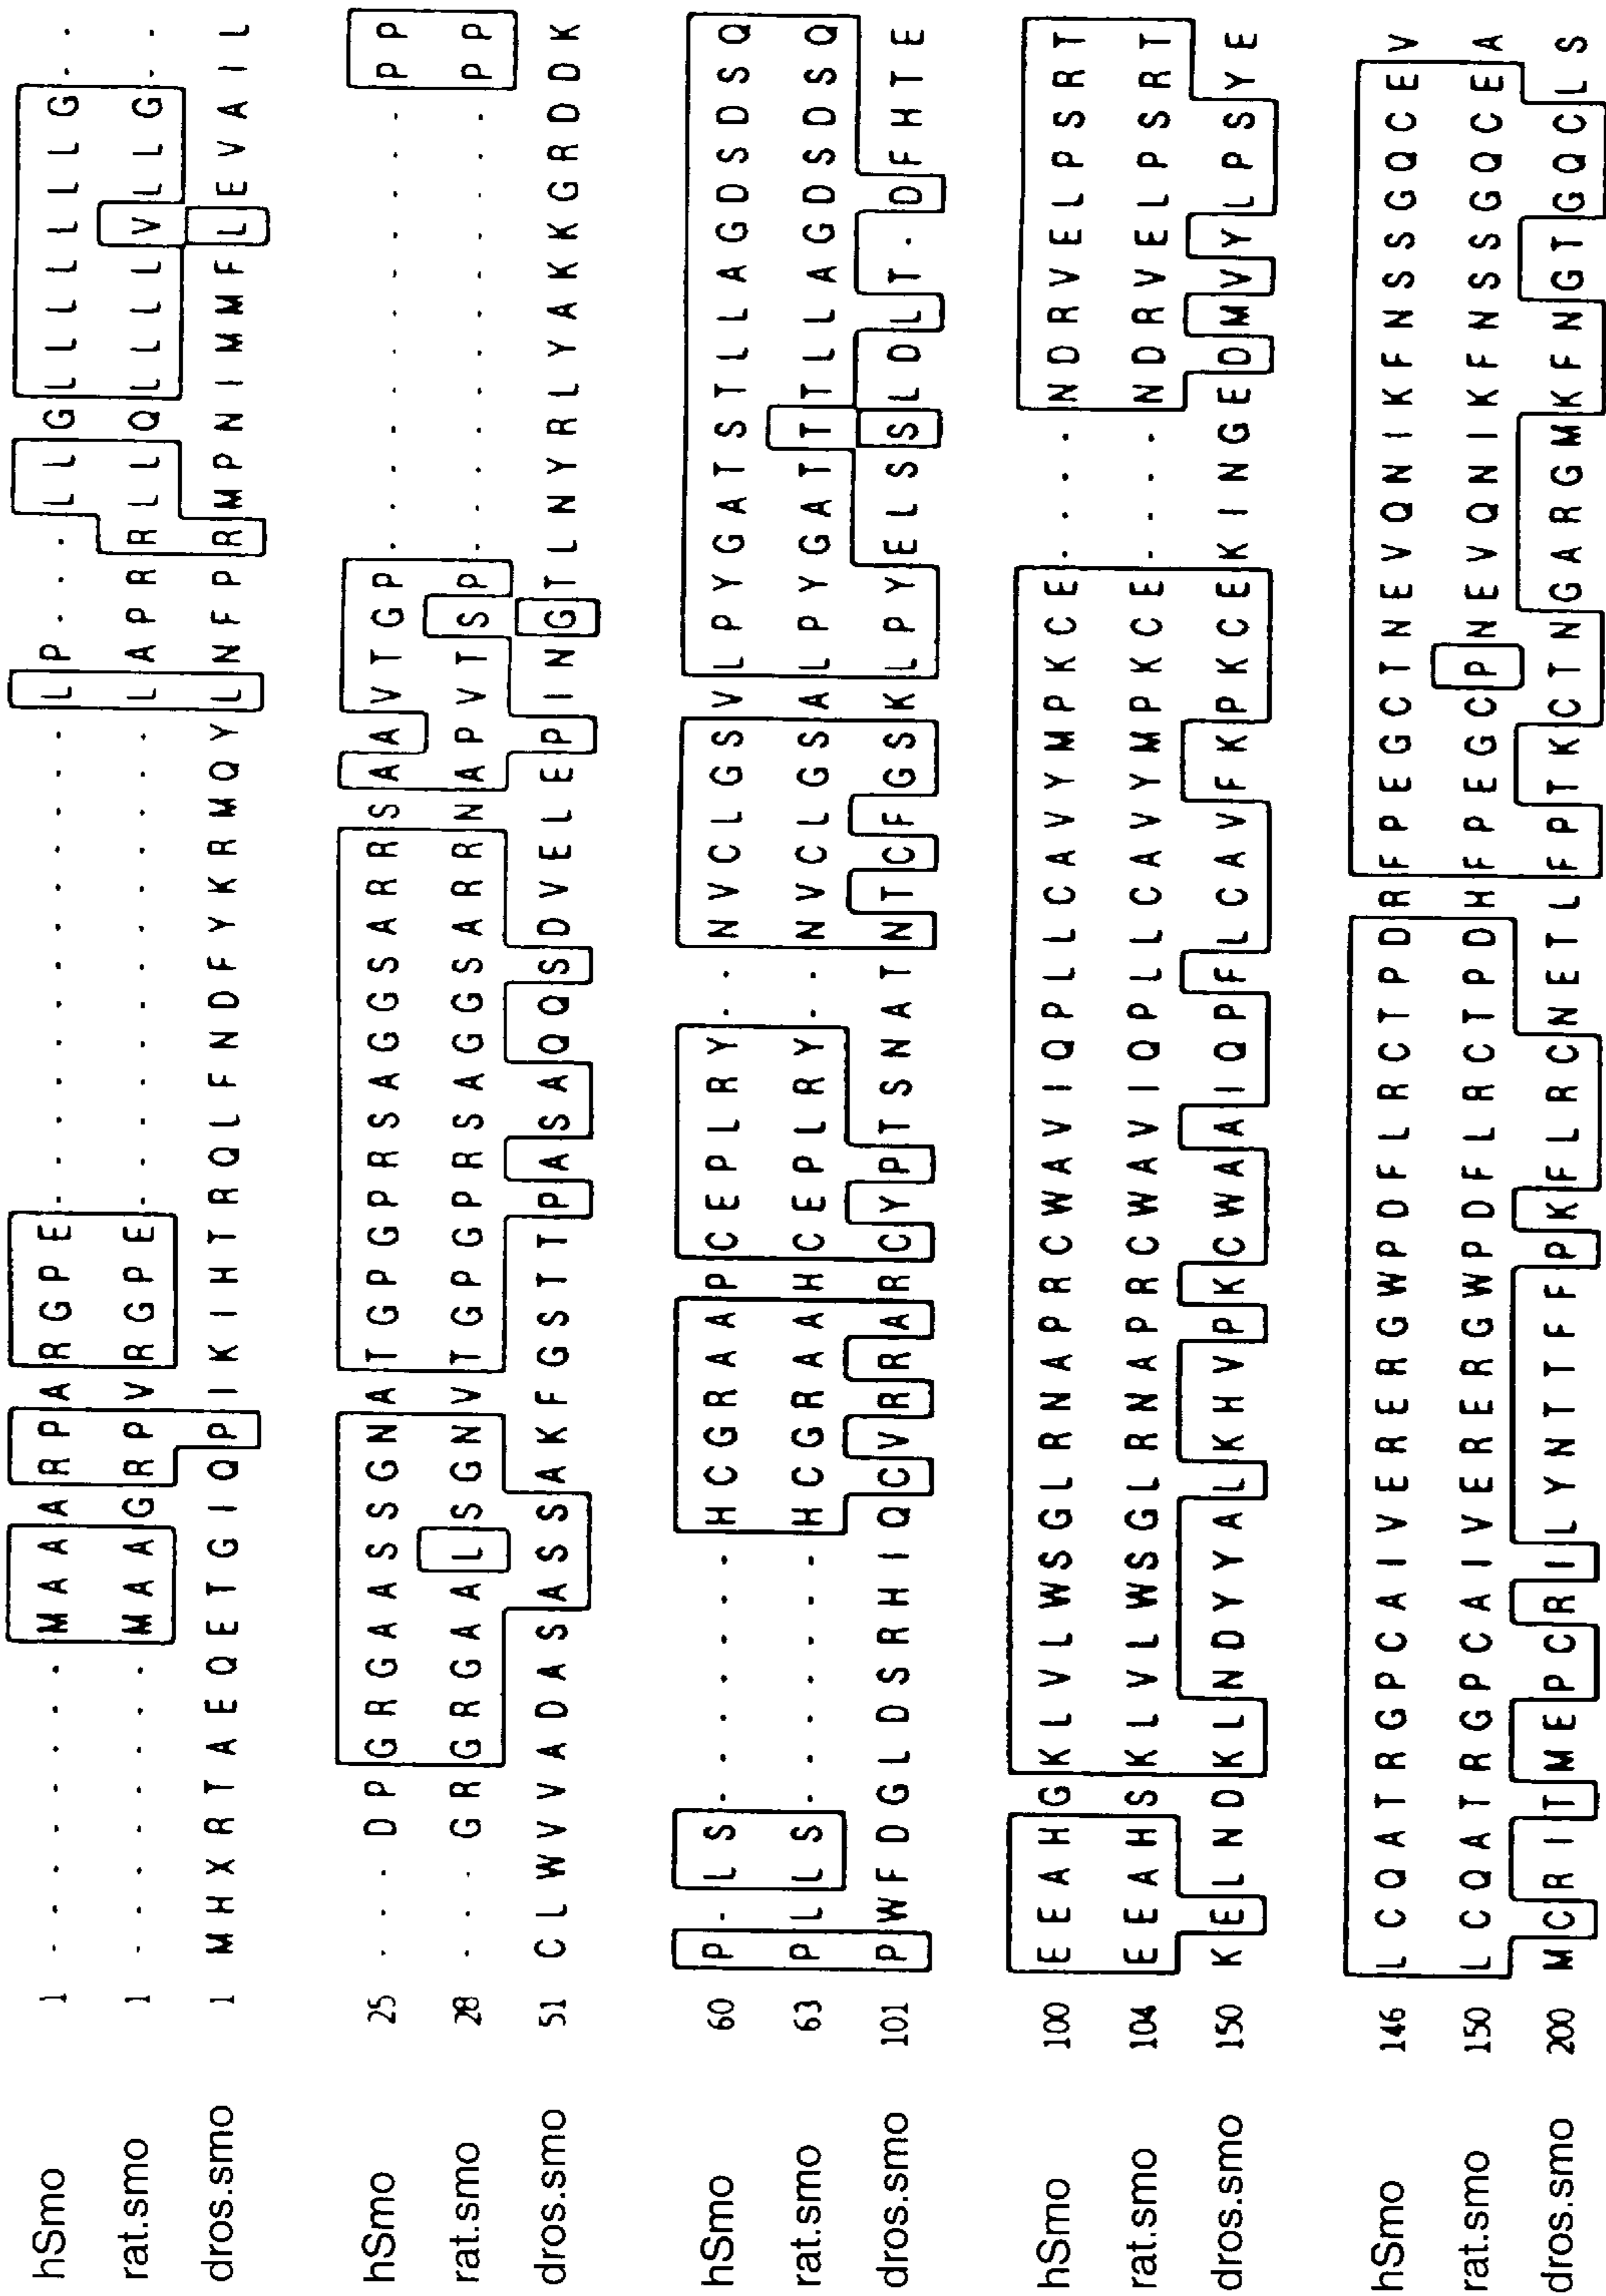 hSmo 1 . . . . . . . . M A A A R P A R G P E . . . . . . . . . . . . . L P . . . L L G L L L L L L L G . .
rat.smo 1 . . . . . . . . M A A G R P V R G P E . . . . . . . . . . . . . L A P R R L L Q L L L L V L L G . .
dros.smo 1 M H X R T A E Q E T G I Q P I K I H T R Q L F N D F Y K R M Q Y L N F P R M P N I M M F L E V A I L
hSmo 25 . . . D P G R G A A S S G N A T G P G P R S A G G S A R R S A A V T G P . . . . . . . . . . . . P P
rat.smo 28 . . . G R G R G A A L S G N V T G P G P R S A G G S A R R N A P V T S P . . . . . . . . . . . . P P
dros.smo 51 C L W V V A D A S A S S A K F G S T T P A S A Q Q S D V E L E P I N G T L N Y R L Y A K K G R D D K
hSmo 60 P . L S . . . . . . . H C G R A A P C E P L R Y . . N V C L G S V L P Y G A T S T L L A G D S D S Q
rat.smo 63 P L L S . . . . . . . H C G R A A H C E P L R Y . . N V C L G S A L P Y G A T T T L L A G D S D S Q
dros.smo 101 P W F D G L D S R H I Q C V R R A R C Y P T S N A T N T C F G S K L P Y E L S S L D L T . D F H T E
hSmo 100 E E A H G K L V L W S G L R N A P R C W A V I Q P L L C A V Y M P K C E . . . . N D R V E L P S R T
rat.smo 104 E E A H S K L V L W S G L R N A P R C W A V I Q P L L C A V Y M P K C E . . . . N D R V E L P S R T
dros.smo 150 K E L N D K L N D Y Y A L K H V P K C W A A I Q P F L C A V F K P K C E K I N G E D M V Y L P S Y E
hSmo 146 L C Q A T R G P C A I V E R E R G W P D F L R C T P D R F P E G C T N E V Q N I K F N S S G Q C E V
rat.smo 150 L C Q A T R G P C A I V E R E R G W P D F L R C T P D H F P E G C P N E V Q N I K F N S S G Q C E A
dros.smo 200 M C R I T M E P C R I L Y N T T F F P K F L R C N E T L F P T K C T N G A R G M K F N G T G Q C L S